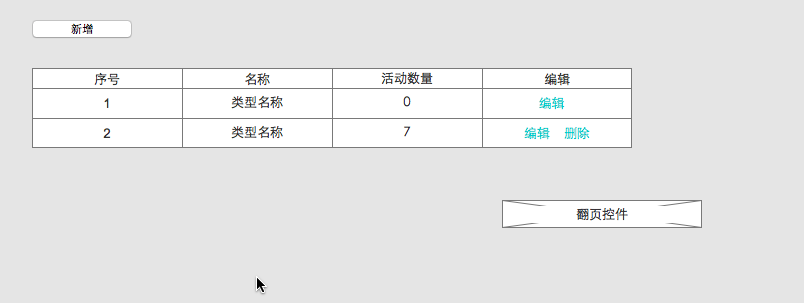 新增
序号 名称 活动数量 编辑
1 类型名称 0 编辑
2 类型名称 7 编辑 删除
翻页控件